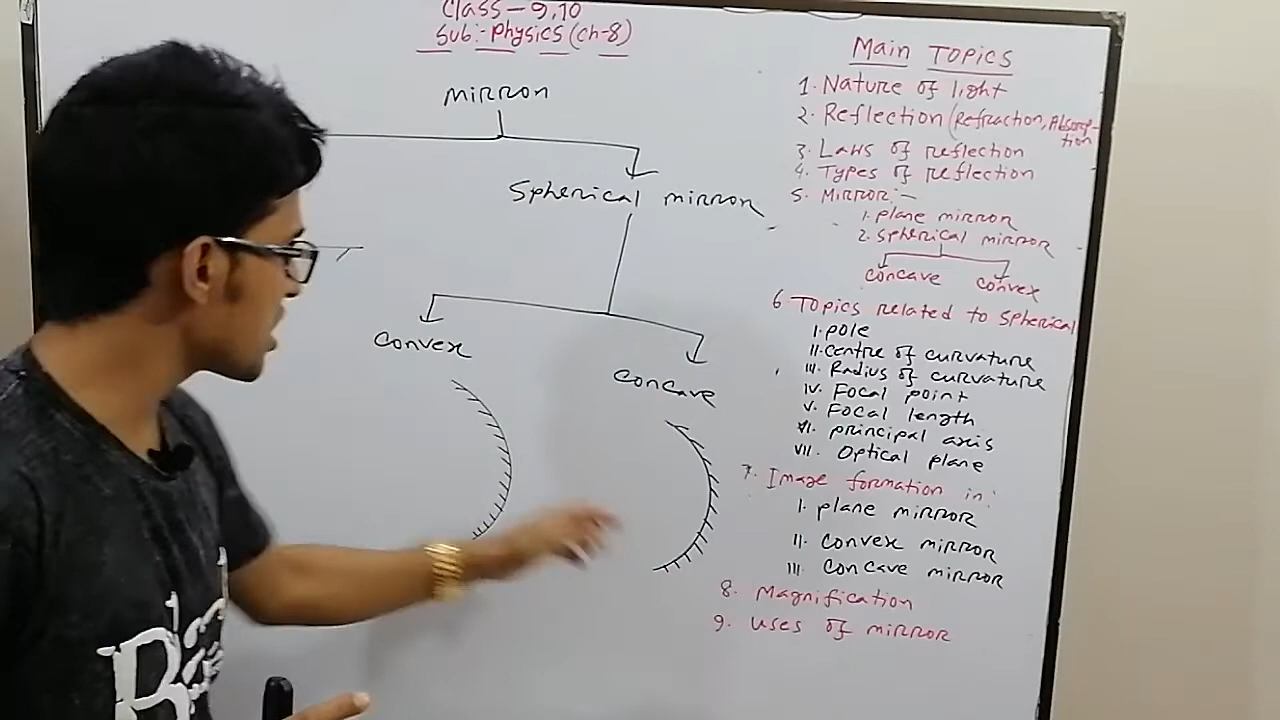 Class - 9,10
Sub:- Physics (ch-8)
Mirror
Spherical mirror
Convex
Concave
Main Topics
1. Nature of light
2. Reflection (Refraction, Absorp-
tion
3. Laws of reflection
4. Types of reflection
5. Mirror:-
1. plane mirror
2. spherical mirror
concave convex
6. Topics related to spherical
I. pole
II. centre of curvature
III. Radius of curvature
IV. Focal point
V. Focal length
VI. principal axis
VII. Optical plane
7. Image formation in:
I. plane mirror
II. convex mirror
III. concave mirror
8. Magnification
9. Uses of mirror